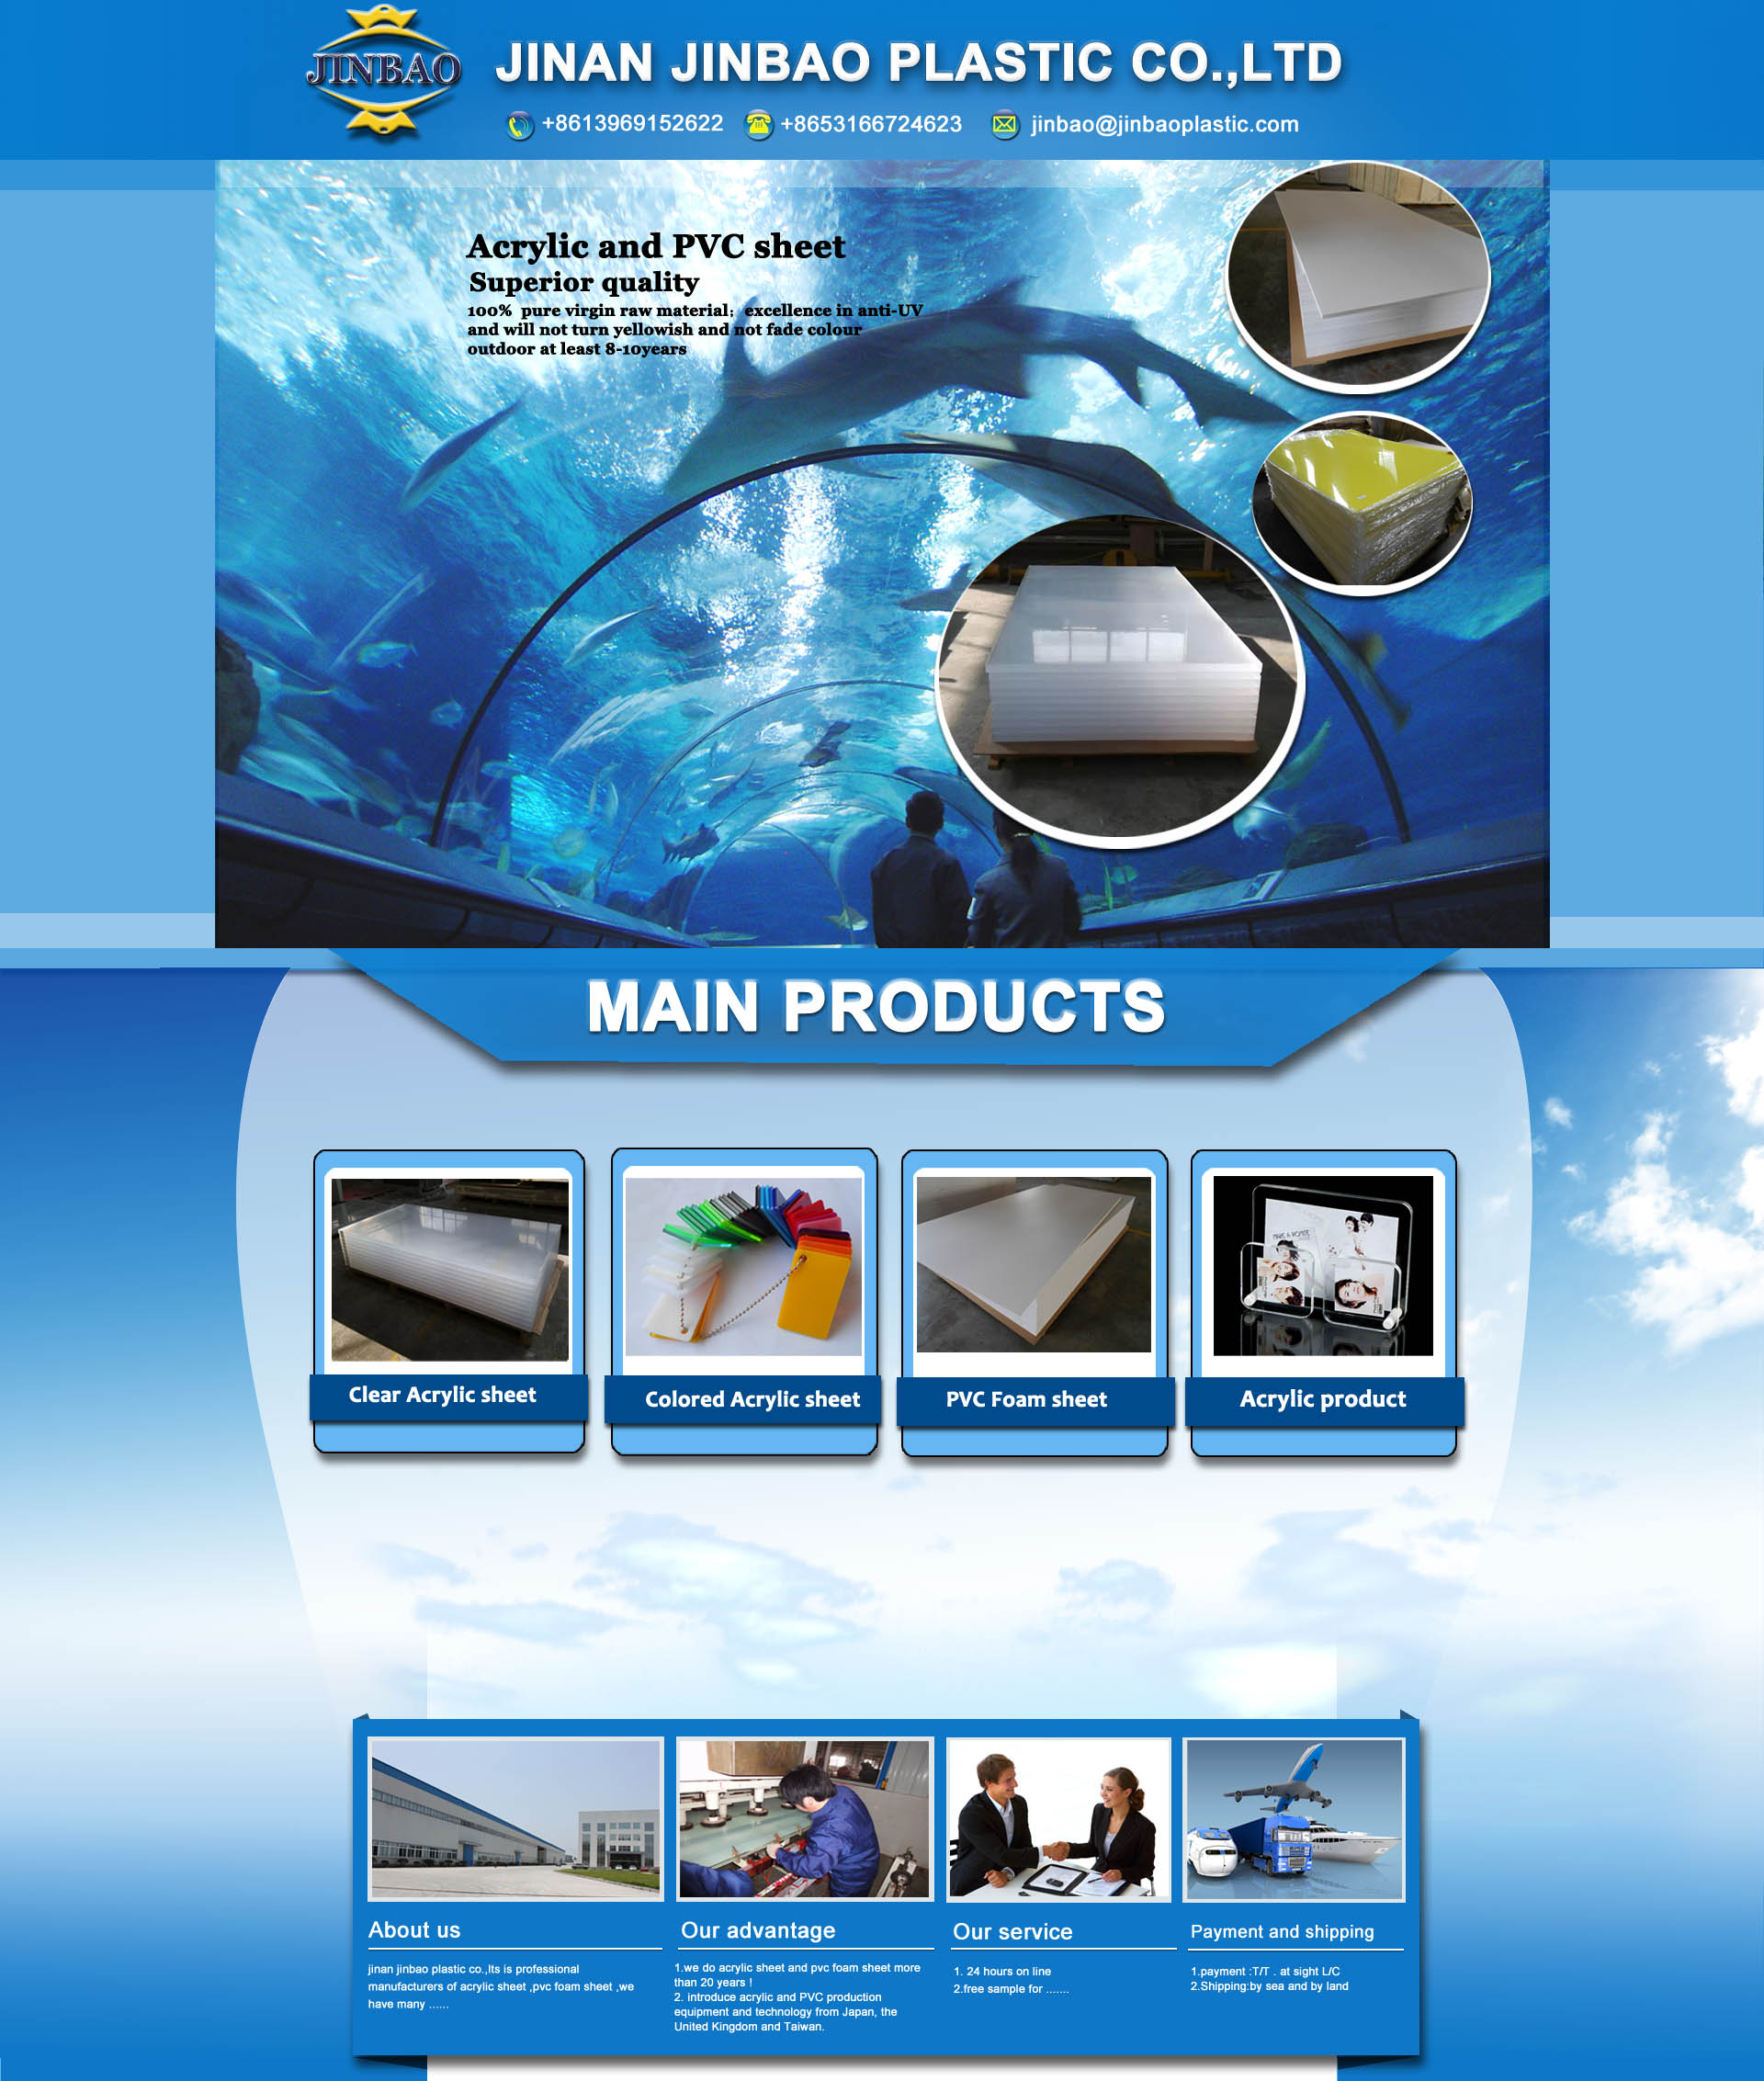 JINBAO
JINAN JINBAO PLASTIC CO.,LTD
+8613969152622 +8653166724623 jinbao@jinbaoplastic.com
Acrylic and PVC sheet
Superior quality
100% pure virgin raw material; excellence in anti-UV
and will not turn yellowish and not fade colour
outdoor at least 8-10years
MAIN PRODUCTS
Clear Acrylic sheet
Colored Acrylic sheet
PVC Foam sheet
Acrylic product
About us
jinan jinbao plastic co.,lts is professional
manufacturers of acrylic sheet ,pvc foam sheet ,we
have many ......
Our advantage
1.we do acrylic sheet and pvc foam sheet more
than 20 years !
2. introduce acrylic and PVC production
equipment and technology from Japan, the
United Kingdom and Taiwan.
Our service
1. 24 hours on line
2.free sample for .......
Payment and shipping
1.payment :T/T . at sight L/C
2.Shipping:by sea and by land